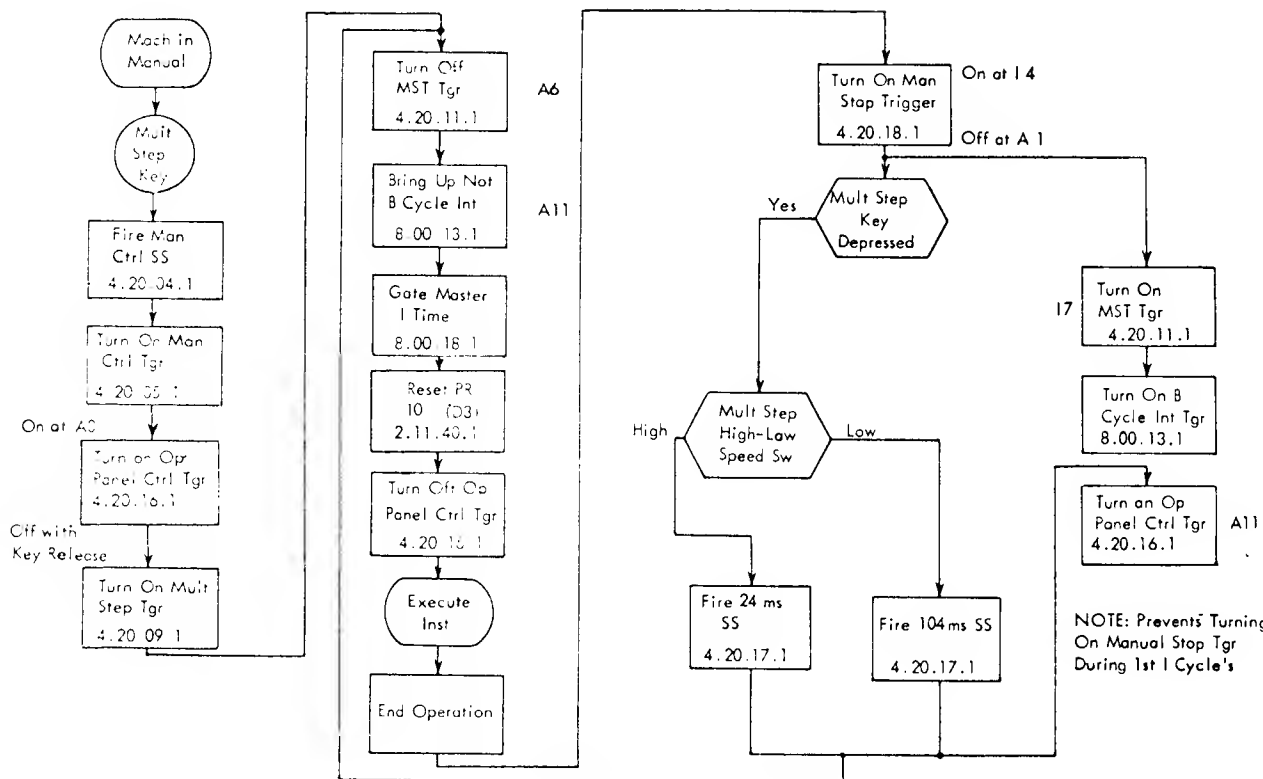 Mach in
Manual
Mult
Step
Key
Fire Man
Ctrl SS
4.20.04.1
Turn On Man
Ctrl Tgr
4.20.05.1
On at A0
Turn on Op
Panel Ctrl Tgr
4.20.16.1
Off with
Key Release
Turn On Mult
Step Tgr
4.20.09.1
Turn Off
MST Tgr
4.20.11.1
A6
Bring Up Not
B Cycle Int
8.00 13.1
A11
Gate Master
I Time
8.00.18.1
Reset PR
10 (D3)
2.11.40.1
Turn Off Op
Panel Ctrl Tgr
4.20 16.1
Execute
Inst
End Operation
Turn On Man
Stop Trigger
4.20.18.1
On at I 4
Off at A 1
Mult Step
Key
Depressed
Yes
Mult Step
High-Low
Speed Sw
High
Low
Fire 24 ms
SS
4.20.17.1
Fire 104 ms SS
4.20.17.1
I7
Turn On
MST Tgr
4.20.11.1
Turn On B
Cycle Int Tgr
8.00.13.1
Turn on Op
Panel Ctrl Tgr
4.20.16.1
A11
NOTE: Prevents Turning
On Manual Stop Tgr
During 1st I Cycle's